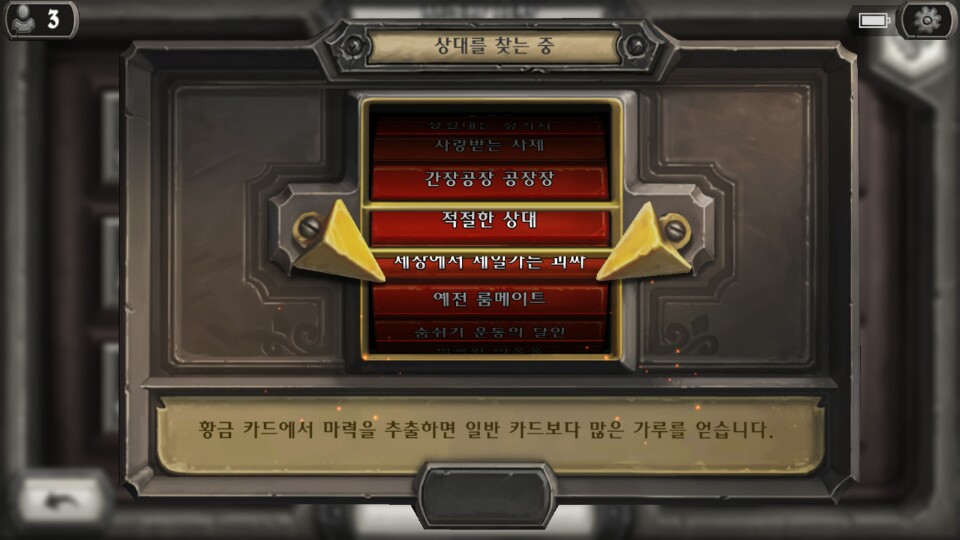 3
상대를 찾는 중
사랑받는 사제
간장공장 공장장
적절한 상대
세상에서 제일가는 괴짜
예전 룸메이트
숨쉬기 운동의 달인
황금 카드에서 마력을 추출하면 일반 카드보다 많은 가루를 얻습니다.